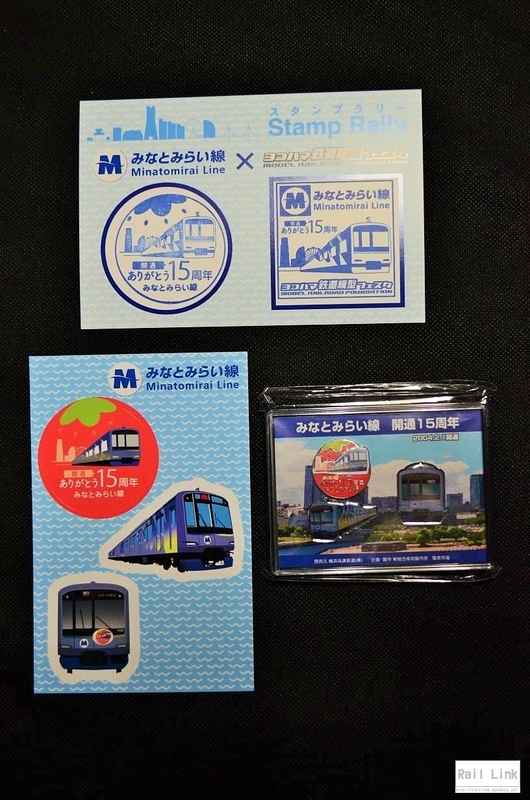 スタンプラリー
Stamp Rally
M みなとみらい線
Minatomirai Line
×
ヨコハマ鉄道模型フェスタ
MODEL RAILROAD FOUNDATION
開通
ありがとう15周年
みなとみらい線
M みなとみらい線
Minatomirai Line
開通
ありがとう15周年
ヨコハマ鉄道模型フェスタ
MODEL RAILROAD FOUNDATION
M みなとみらい線
Minatomirai Line
開通
ありがとう15周年
みなとみらい線
M
みなとみらい線 開通15周年
2004.2.1開通
Rail Link